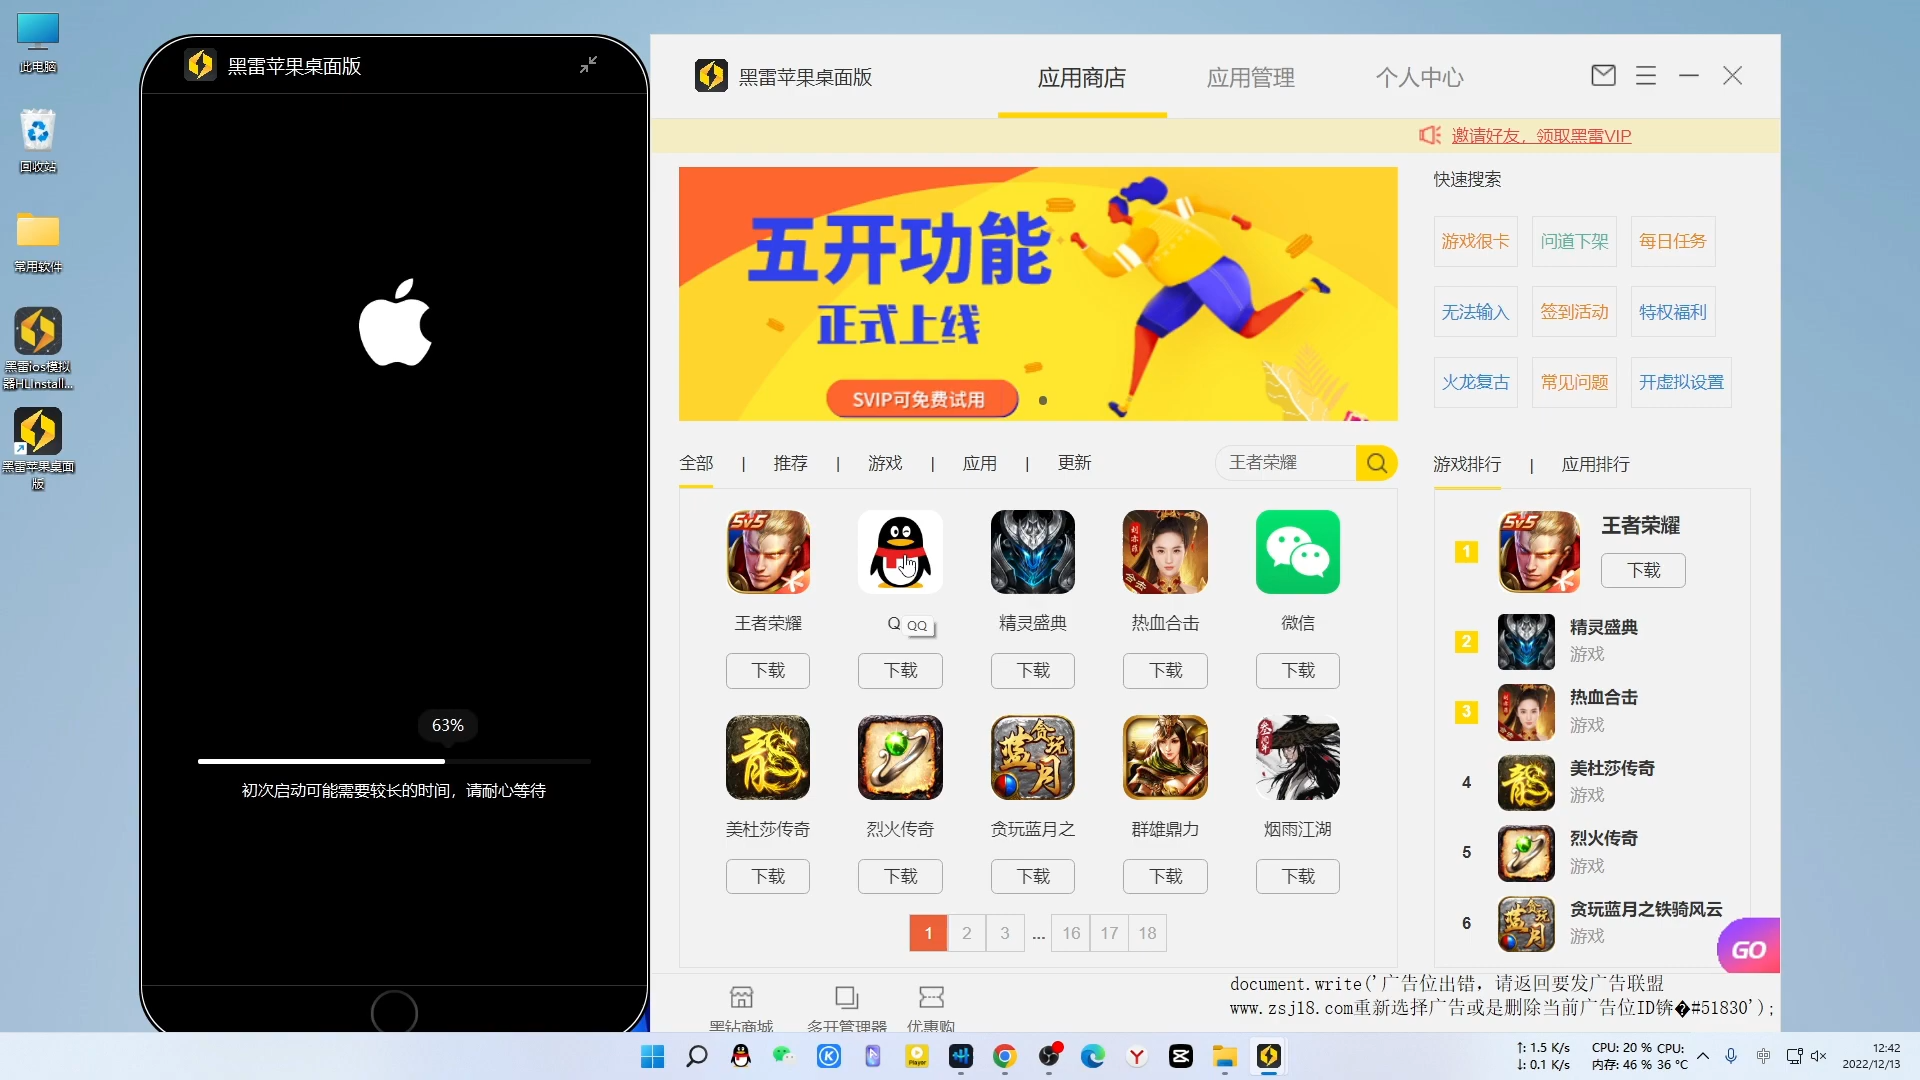 此电脑
回收站
常用软件
黑雷ios模拟
器HLInstall...
黑雷苹果桌面
版
黑雷苹果桌面版
63%
初次启动可能需要较长的时间，请耐心等待
黑雷苹果桌面版
应用商店
应用管理
个人中心
邀请好友，领取黑雷VIP
五开功能
正式上线
SVIP可免费试用
快速搜索
游戏很卡
问道下架
每日任务
无法输入
签到活动
特权福利
火龙复古
常见问题
开虚拟设置
全部 | 推荐 | 游戏 | 应用 | 更新
王者荣耀
5v5
王者荣耀
下载
Q
QQ
下载
精灵盛典
下载
刘亦菲
合击
热血合击
下载
微信
下载
龍
美杜莎传奇
下载
烈火传奇
下载
贪玩
蓝月
贪玩蓝月之
下载
群雄鼎力
下载
烟雨江湖
下载
1 2 3 ... 16 17 18
游戏排行 | 应用排行
1
5v5
王者荣耀
下载
2
精灵盛典
游戏
3
热血合击
游戏
4
美杜莎传奇
游戏
5
烈火传奇
游戏
6
贪玩蓝月之铁骑风云
游戏
GO
黑钻商城
多开管理器
优惠购
document.write('广告位出错，请返回要发广告联盟
www.zsj18.com重新选择广告或是删除当前广告位ID锛�#51830');
Player
↑: 1.5 K/s
↓: 0.1 K/s
CPU: 20 % CPU:
内存: 46 % 36 °C
中
12:42
2022/12/13